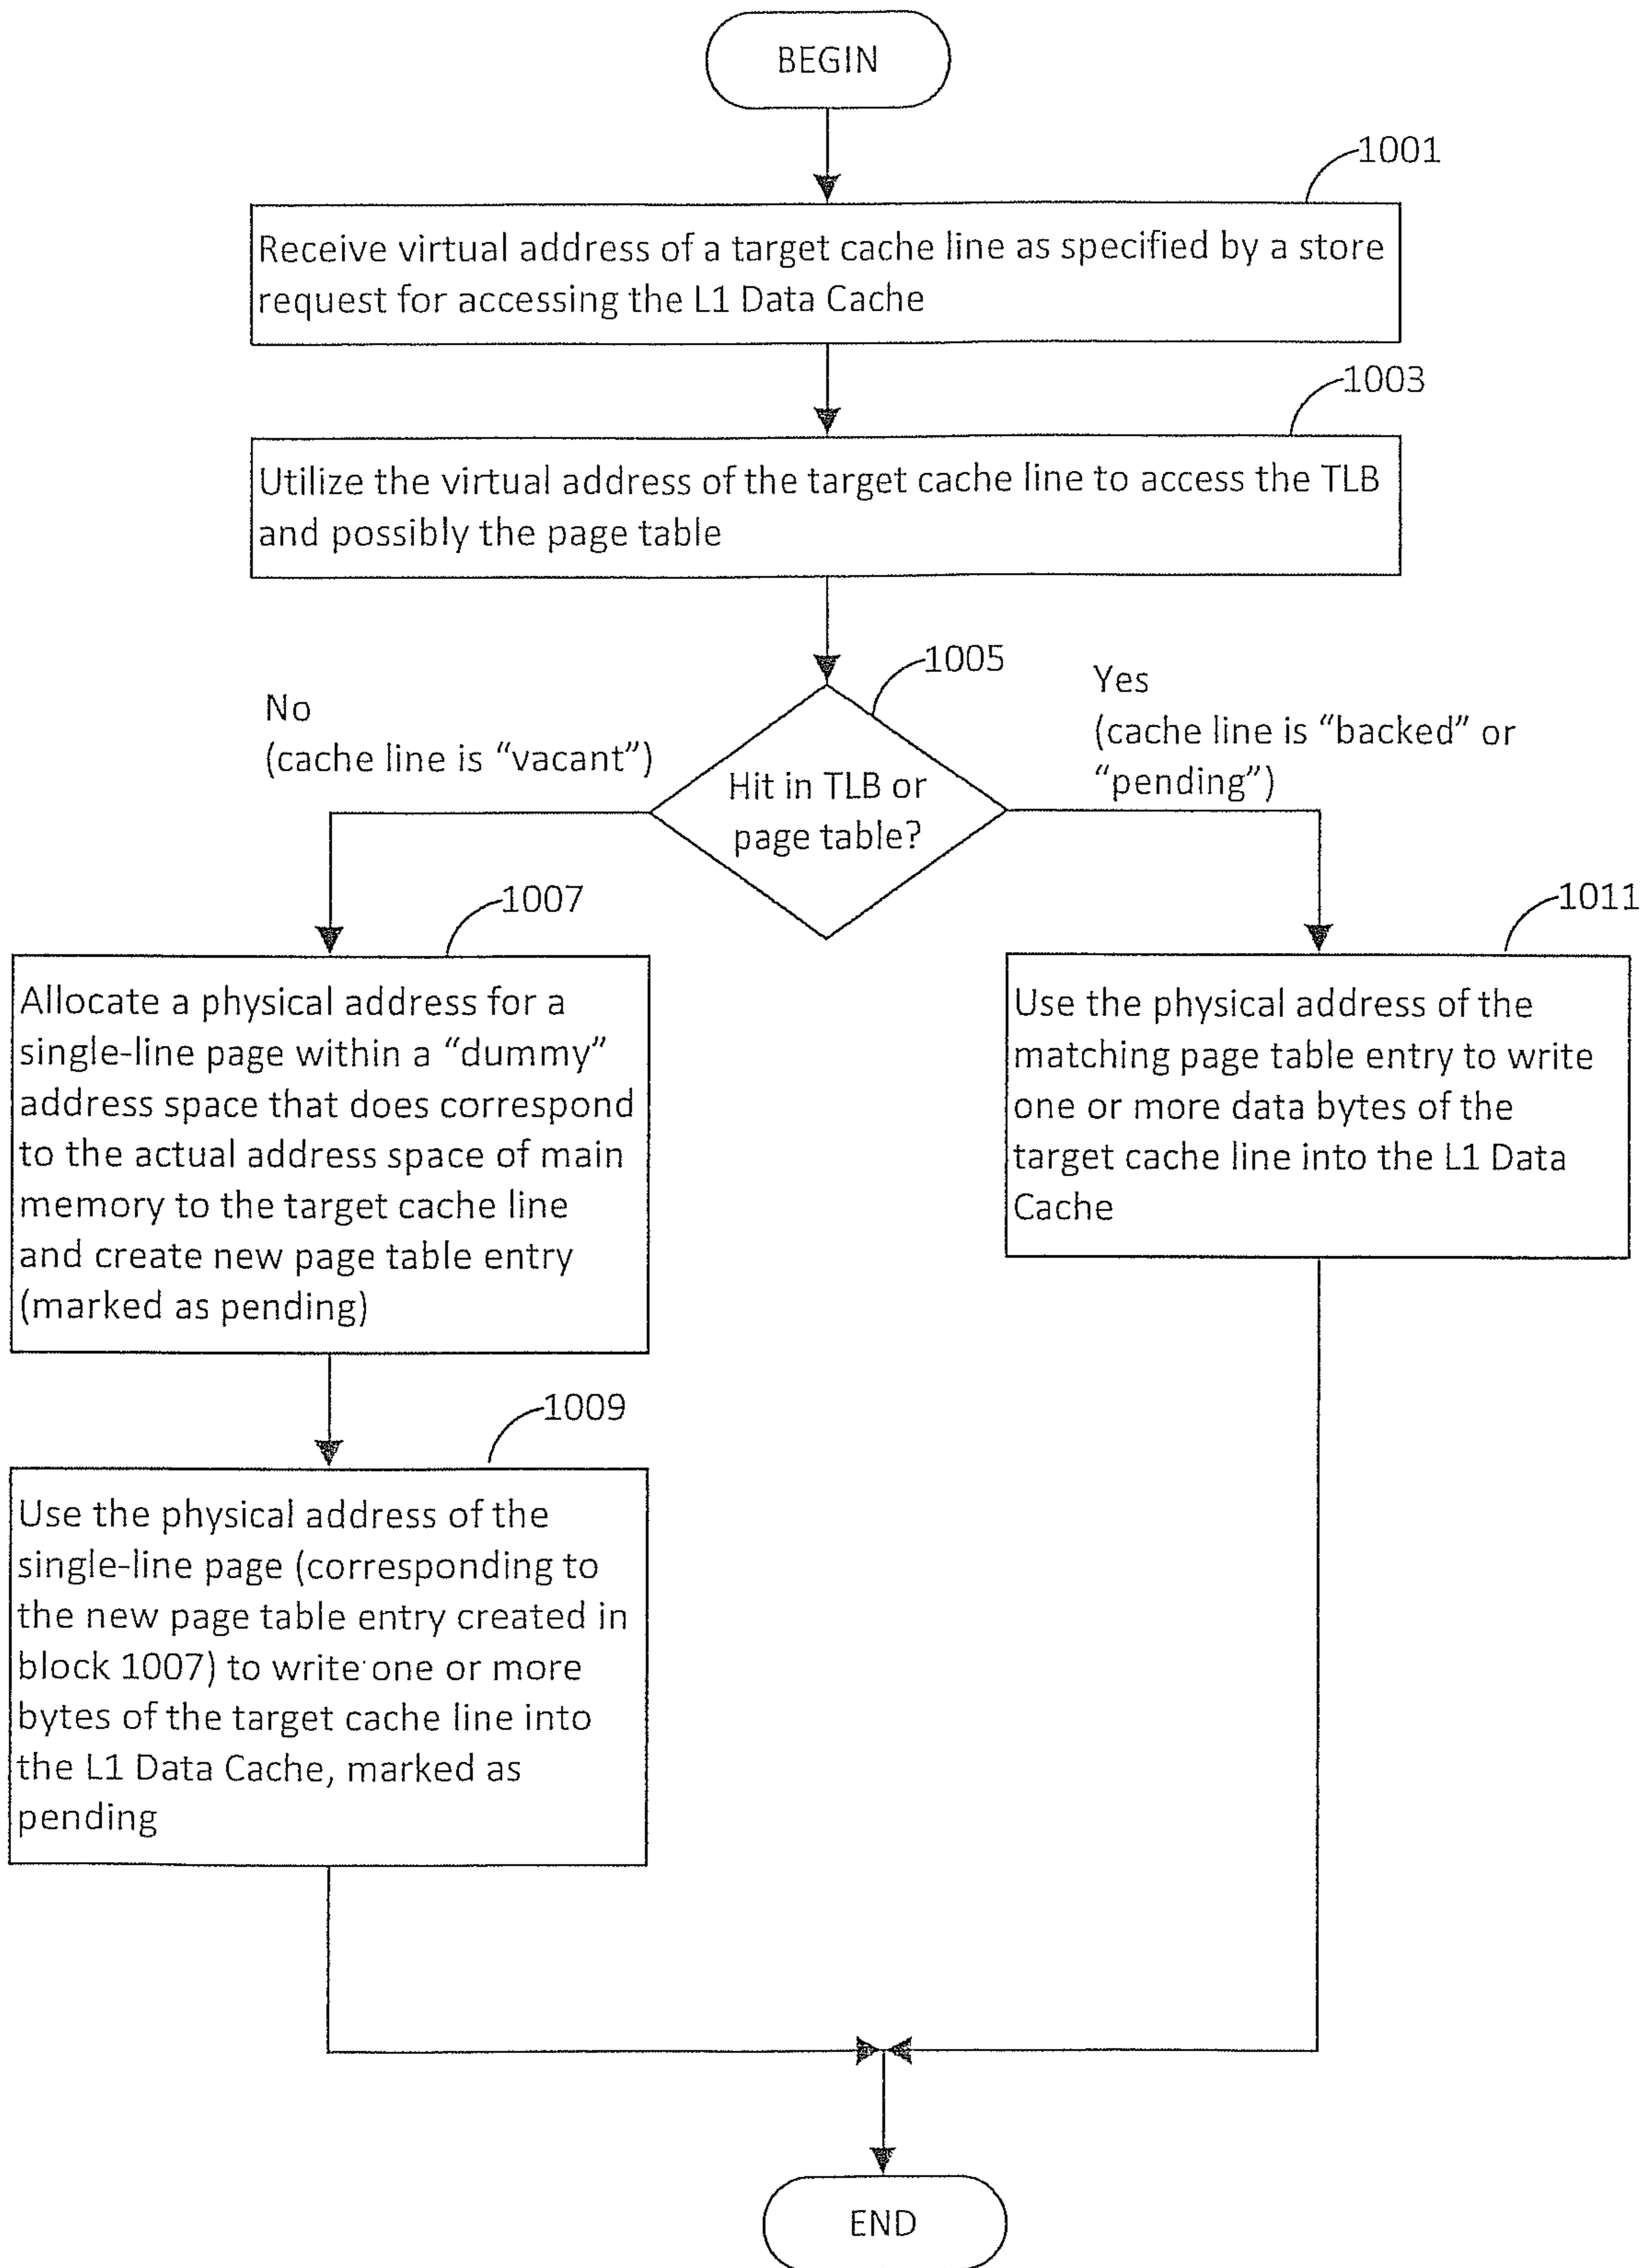 BEGIN
1001
Receive virtual address of a target cache line as specified by a store
request for accessing the L1 Data Cache
1003
Utilize the virtual address of the target cache line to access the TLB
and possibly the page table
1005
No
(cache line is “vacant”)
Yes
(cache line is “backed” or
“pending”)
Hit in TLB or
page table?
1007
Allocate a physical address for a
single-line page within a “dummy”
address space that does correspond
to the actual address space of main
memory to the target cache line
and create new page table entry
(marked as pending)
1011
Use the physical address of the
matching page table entry to write
one or more data bytes of the
target cache line into the L1 Data
Cache
1009
Use the physical address of the
single-line page (corresponding to
the new page table entry created in
block 1007) to write one or more
bytes of the target cache line into
the L1 Data Cache, marked as
pending
END